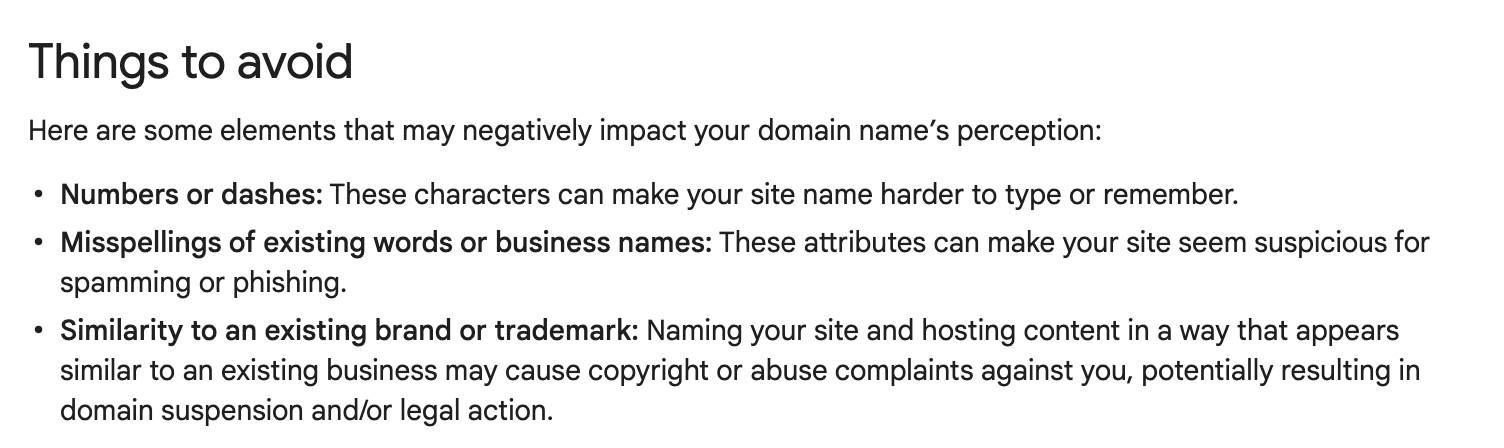 Things to avoid
Here are some elements that may negatively impact your domain name’s perception:
• Numbers or dashes: These characters can make your site name harder to type or remember.
• Misspellings of existing words or business names: These attributes can make your site seem suspicious for
spamming or phishing.
• Similarity to an existing brand or trademark: Naming your site and hosting content in a way that appears
similar to an existing business may cause copyright or abuse complaints against you, potentially resulting in
domain suspension and/or legal action.